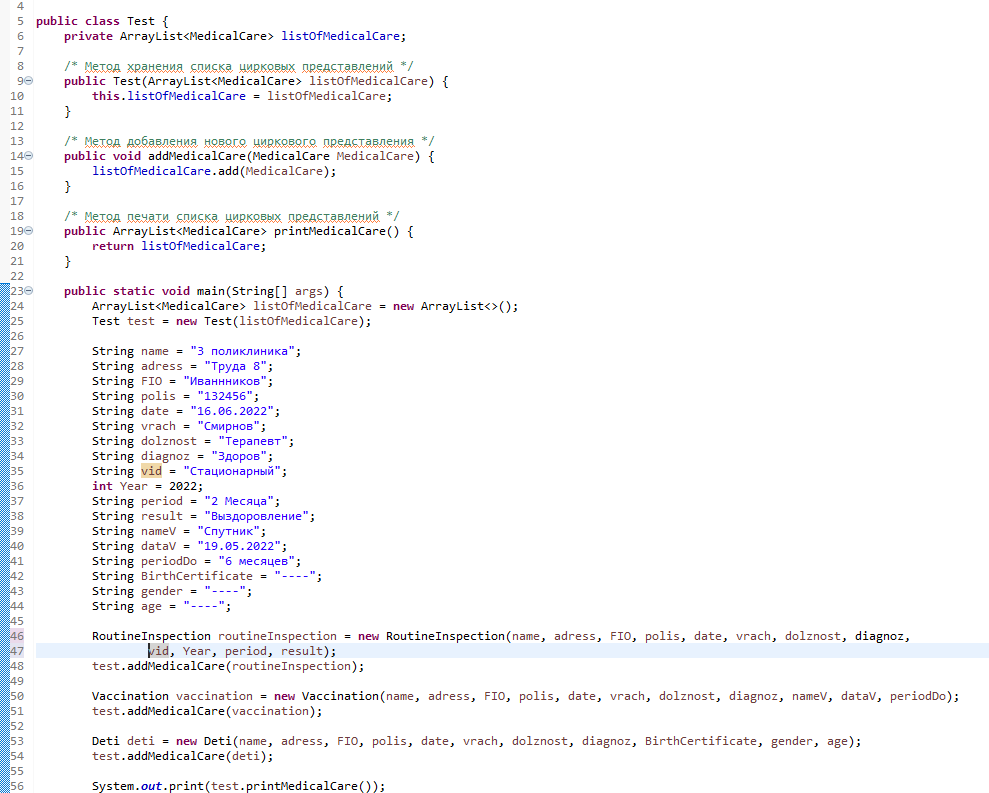 4
5 public class Test {
6     private ArrayList<MedicalCare> listOfMedicalCare;
7
8     /* Метод хранения списка цирковых представлений */
9     public Test(ArrayList<MedicalCare> listOfMedicalCare) {
10         this.listOfMedicalCare = listOfMedicalCare;
11     }
12
13     /* Метод добавления нового циркового представления */
14     public void addMedicalCare(MedicalCare MedicalCare) {
15         listOfMedicalCare.add(MedicalCare);
16     }
17
18     /* Метод печати списка цирковых представлений */
19     public ArrayList<MedicalCare> printMedicalCare() {
20         return listOfMedicalCare;
21     }
22
23     public static void main(String[] args) {
24         ArrayList<MedicalCare> listOfMedicalCare = new ArrayList<>();
25         Test test = new Test(listOfMedicalCare);
26
27         String name = "3 поликлиника";
28         String adress = "Труда 8";
29         String FIO = "Иваннников";
30         String polis = "132456";
31         String date = "16.06.2022";
32         String vrach = "Смирнов";
33         String dolznost = "Терапевт";
34         String diagnoz = "Здоров";
35         String vid = "Стационарный";
36         int Year = 2022;
37         String period = "2 Месяца";
38         String result = "Выздоровление";
39         String nameV = "Спутник";
40         String dataV = "19.05.2022";
41         String periodDo = "6 месяцев";
42         String BirthCertificate = "----";
43         String gender = "----";
44         String age = "----";
45
46         RoutineInspection routineInspection = new RoutineInspection(name, adress, FIO, polis, date, vrach, dolznost, diagnoz,
47                 vid, Year, period, result);
48         test.addMedicalCare(routineInspection);
49
50         Vaccination vaccination = new Vaccination(name, adress, FIO, polis, date, vrach, dolznost, diagnoz, nameV, dataV, periodDo);
51         test.addMedicalCare(vaccination);
52
53         Deti deti = new Deti(name, adress, FIO, polis, date, vrach, dolznost, diagnoz, BirthCertificate, gender, age);
54         test.addMedicalCare(deti);
55
56         System.out.print(test.printMedicalCare());